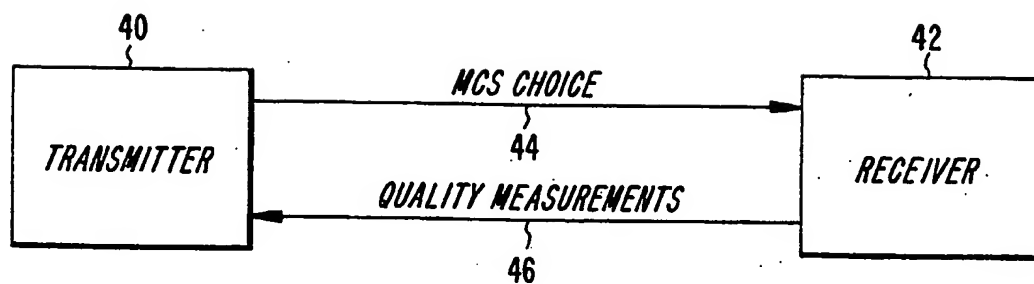 40
42
MCS CHOICE
44
TRANSMITTER
RECEIVER
QUALITY MEASUREMENTS
46